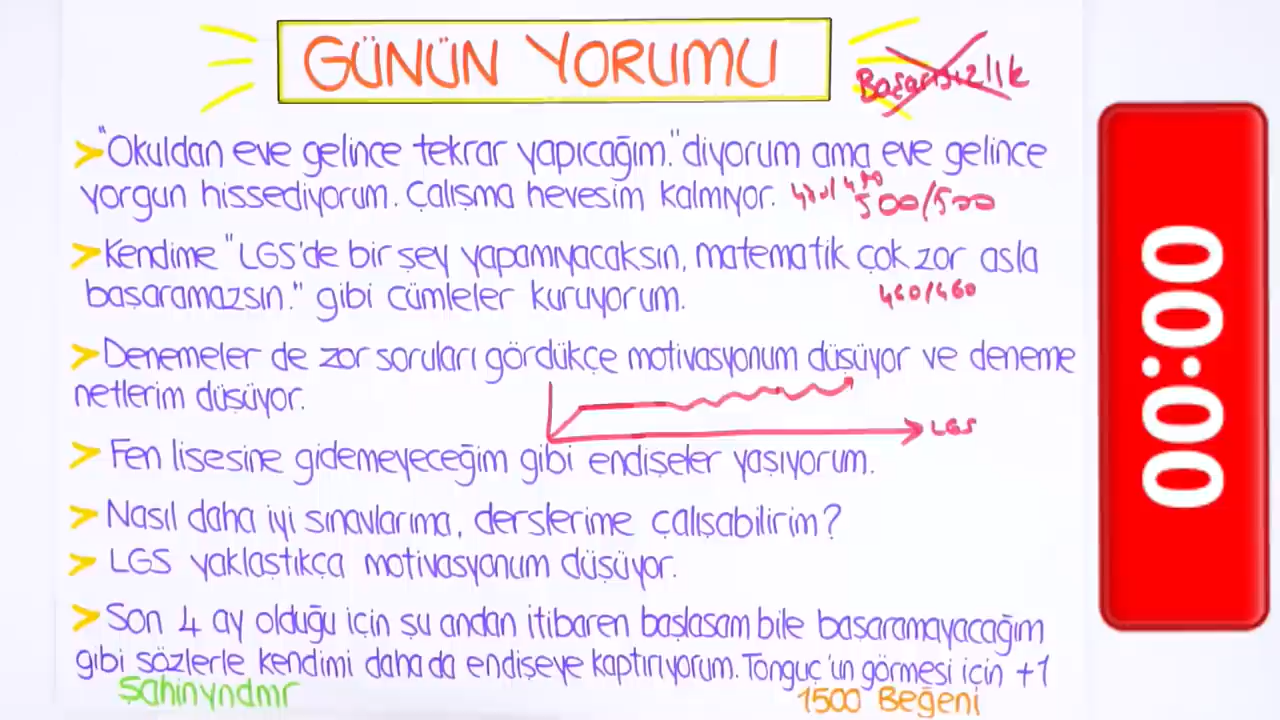 GÜNÜN YORUMU
Başarısızlık
➤ "Okuldan eve gelince tekrar yapıcağım." diyorum ama eve gelince
yorgun hissediyorum. Çalışma hevesim kalmıyor.
500/500
➤ Kendime "LGS'de bir şey yapamıyacaksın, matematik çok zor asla
başaramazsın." gibi cümleler kuruyorum.
460/460
➤ Denemeler de zor soruları gördükçe motivasyonum düşüyor ve deneme
netlerim düşüyor.
LGS
➤ Fen lisesine gidemeyeceğim gibi endişeler yaşıyorum.
➤ Nasıl daha iyi sınavlarıma, derslerime çalışabilirim?
➤ LGS yaklaştıkça motivasyonum düşüyor.
➤ Son 4 ay olduğu için şu andan itibaren başlasam bile başaramayacağım
gibi sözlerle kendimi daha da endişeye kaptırıyorum. Tonguç'un görmesi için +1
Şahinyndmr
1500 Beğeni
00:00